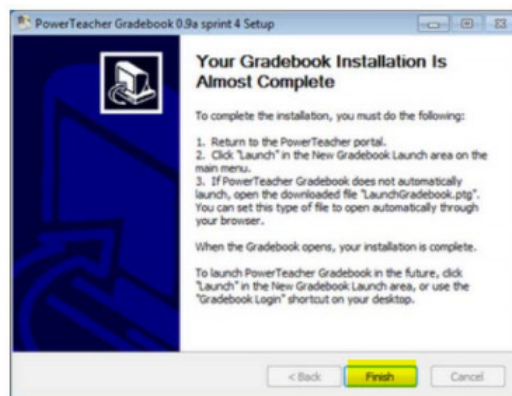 PowerTeacher Gradebook 0.9a sprint 4 Setup
Your Gradebook Installation Is
Almost Complete
To complete the installation, you must do the following:
1. Return to the PowerTeacher portal.
2. Click "Launch" in the New Gradebook Launch area on the
main menu.
3. If PowerTeacher Gradebook does not automatically
launch, open the downloaded file "LaunchGradebook.ptg".
You can set this type of file to open automatically through
your browser.
When the Gradebook opens, your installation is complete.
To launch PowerTeacher Gradebook in the future, click
"Launch" in the New Gradebook Launch area, or use the
"Gradebook Login" shortcut on your desktop.
< Back Finish Cancel